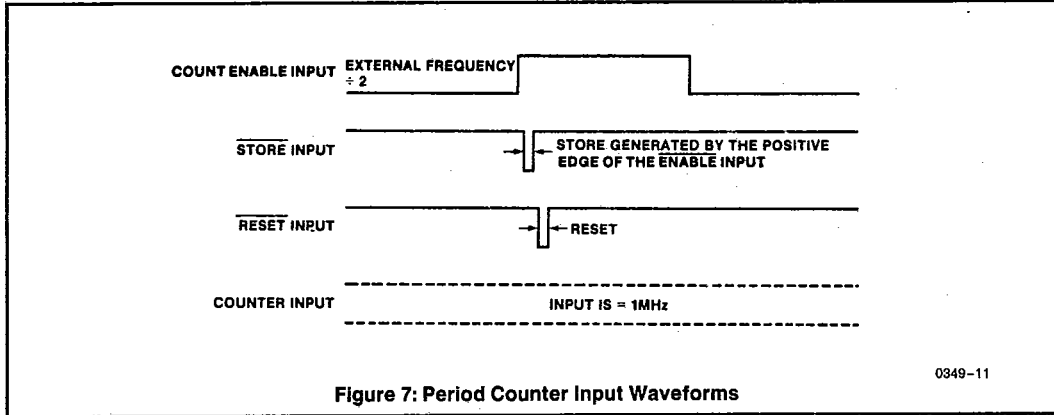 COUNT ENABLE INPUT
EXTERNAL FREQUENCY
÷ 2
STORE INPUT
STORE GENERATED BY THE POSITIVE
EDGE OF THE ENABLE INPUT
RESET INPUT
RESET
COUNTER INPUT
INPUT IS = 1MHz
0349-11
Figure 7: Period Counter Input Waveforms